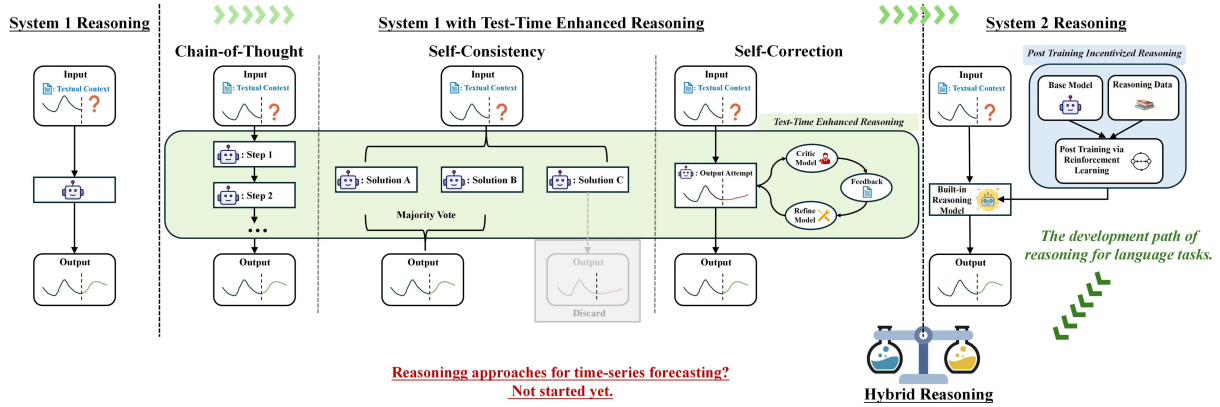 System 1 Reasoning
System 1 with Test-Time Enhanced Reasoning
System 2 Reasoning
Chain-of-Thought
Self-Consistency
Self-Correction
Post Training Incentivized Reasoning
Input
: Textual Context
?
Input
: Textual Context
?
Input
: Textual Context
?
Input
: Textual Context
?
Input
: Textual Context
?
Base Model
Reasoning Data
Test-Time Enhanced Reasoning
: Step 1
: Step 2
...
: Solution A
: Solution B
: Solution C
Majority Vote
: Output Attempt
Critic
Model
Feedback
Refine
Model
Post Training via
Reinforcement
Learning
Built-in
Reasoning
Model
Output
Output
Output
Output
Discard
Output
Output
The development path of
reasoning for language tasks.
Reasoningg approaches for time-series forecasting?
Not started yet.
Hybrid Reasoning